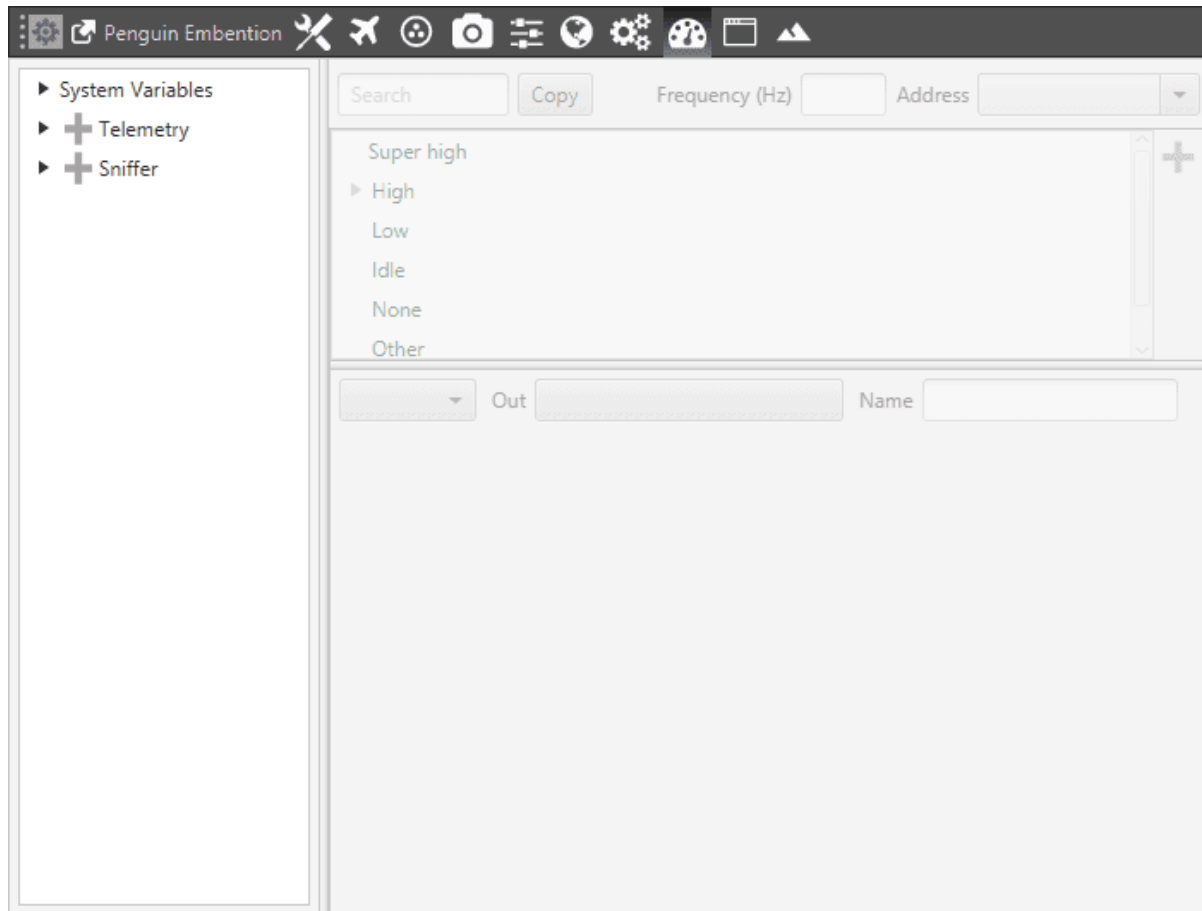 Penguin Embention
System Variables
Telemetry
Sniffer
Search Copy Frequency (Hz) Address
Super high
High
Low
Idle
None
Other
Out Name